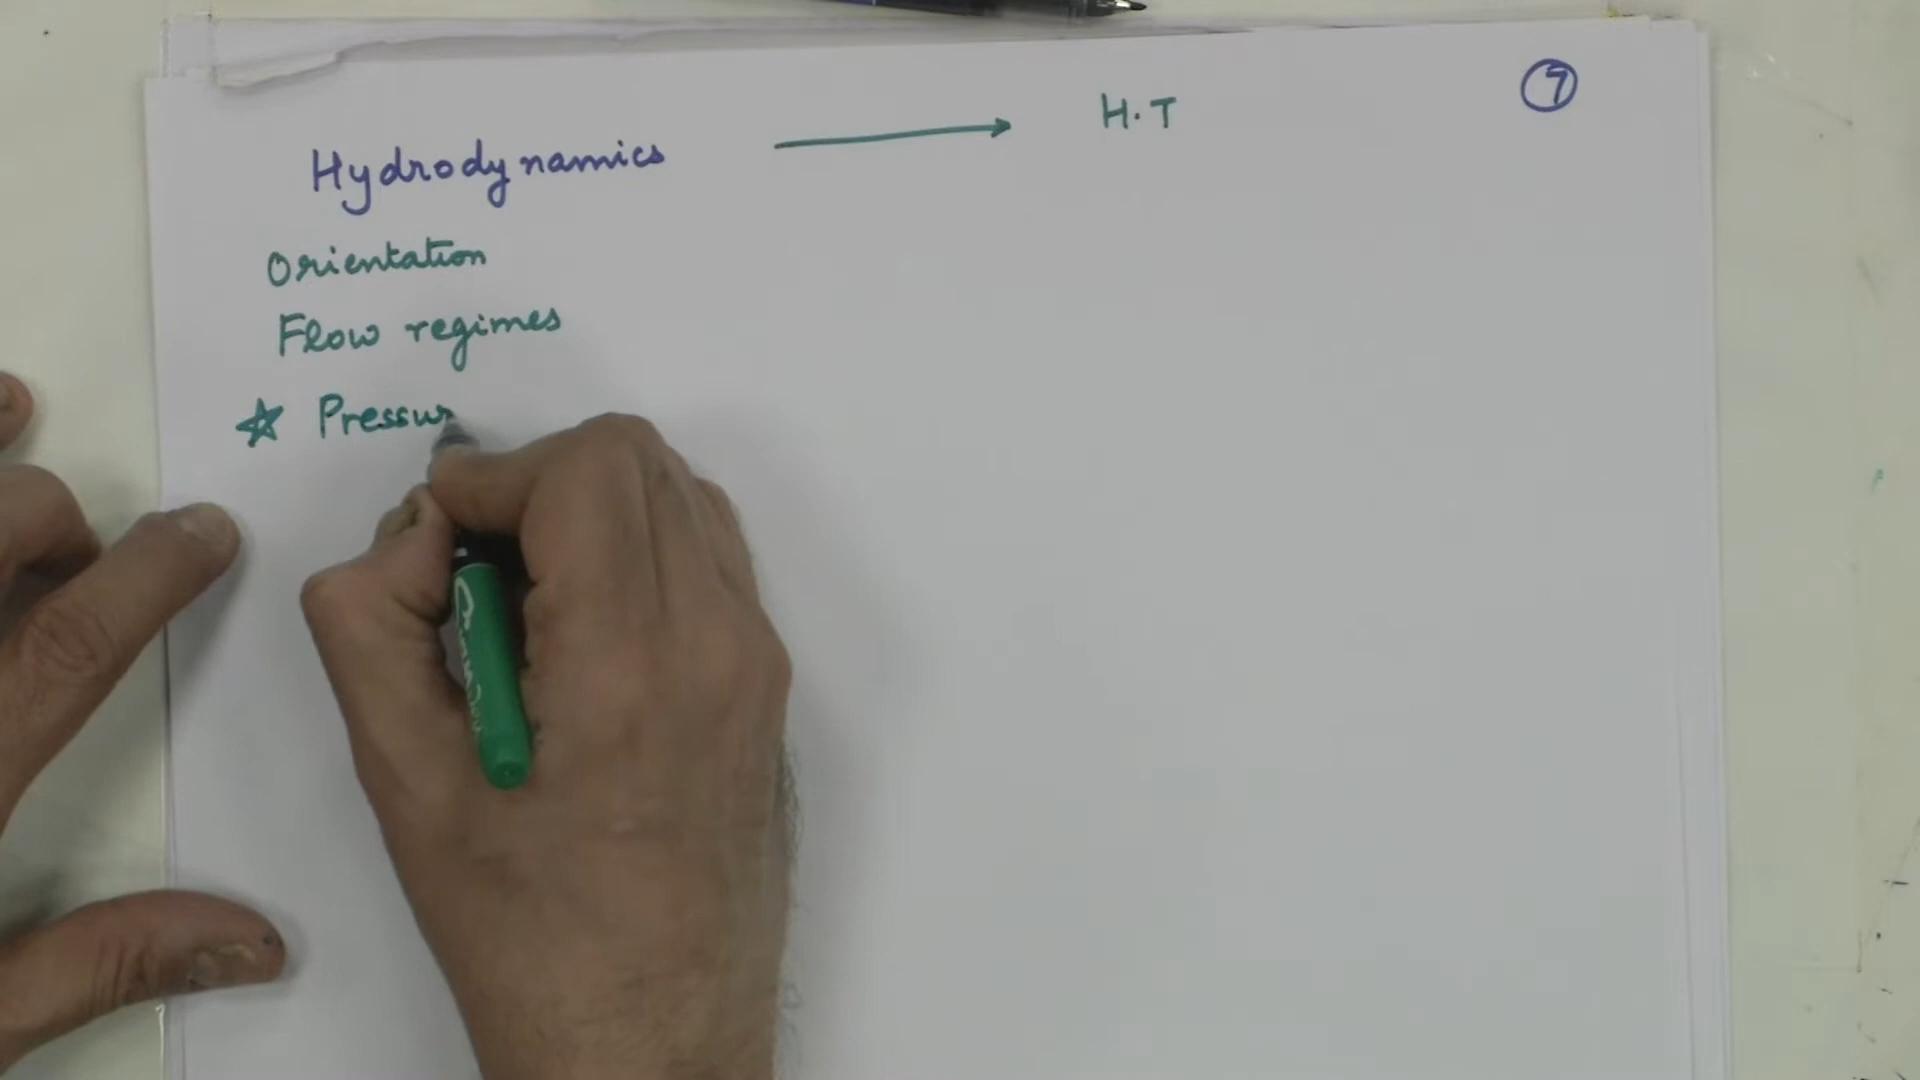 Hydrodynamics → H.T
7
Orientation
Flow regimes
☆ Pressur